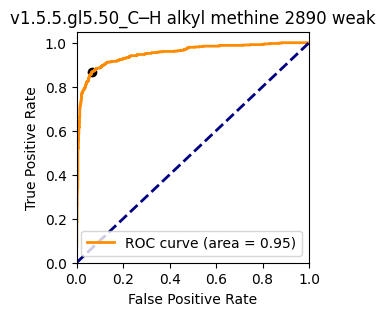 v1.5.5.gl5.50_C─H alkyl methine 2890 weak
True Positive Rate
1.0
0.8
0.6
0.4
0.2
0.0
ROC curve (area = 0.95)
0.0 0.2 0.4 0.6 0.8 1.0
False Positive Rate